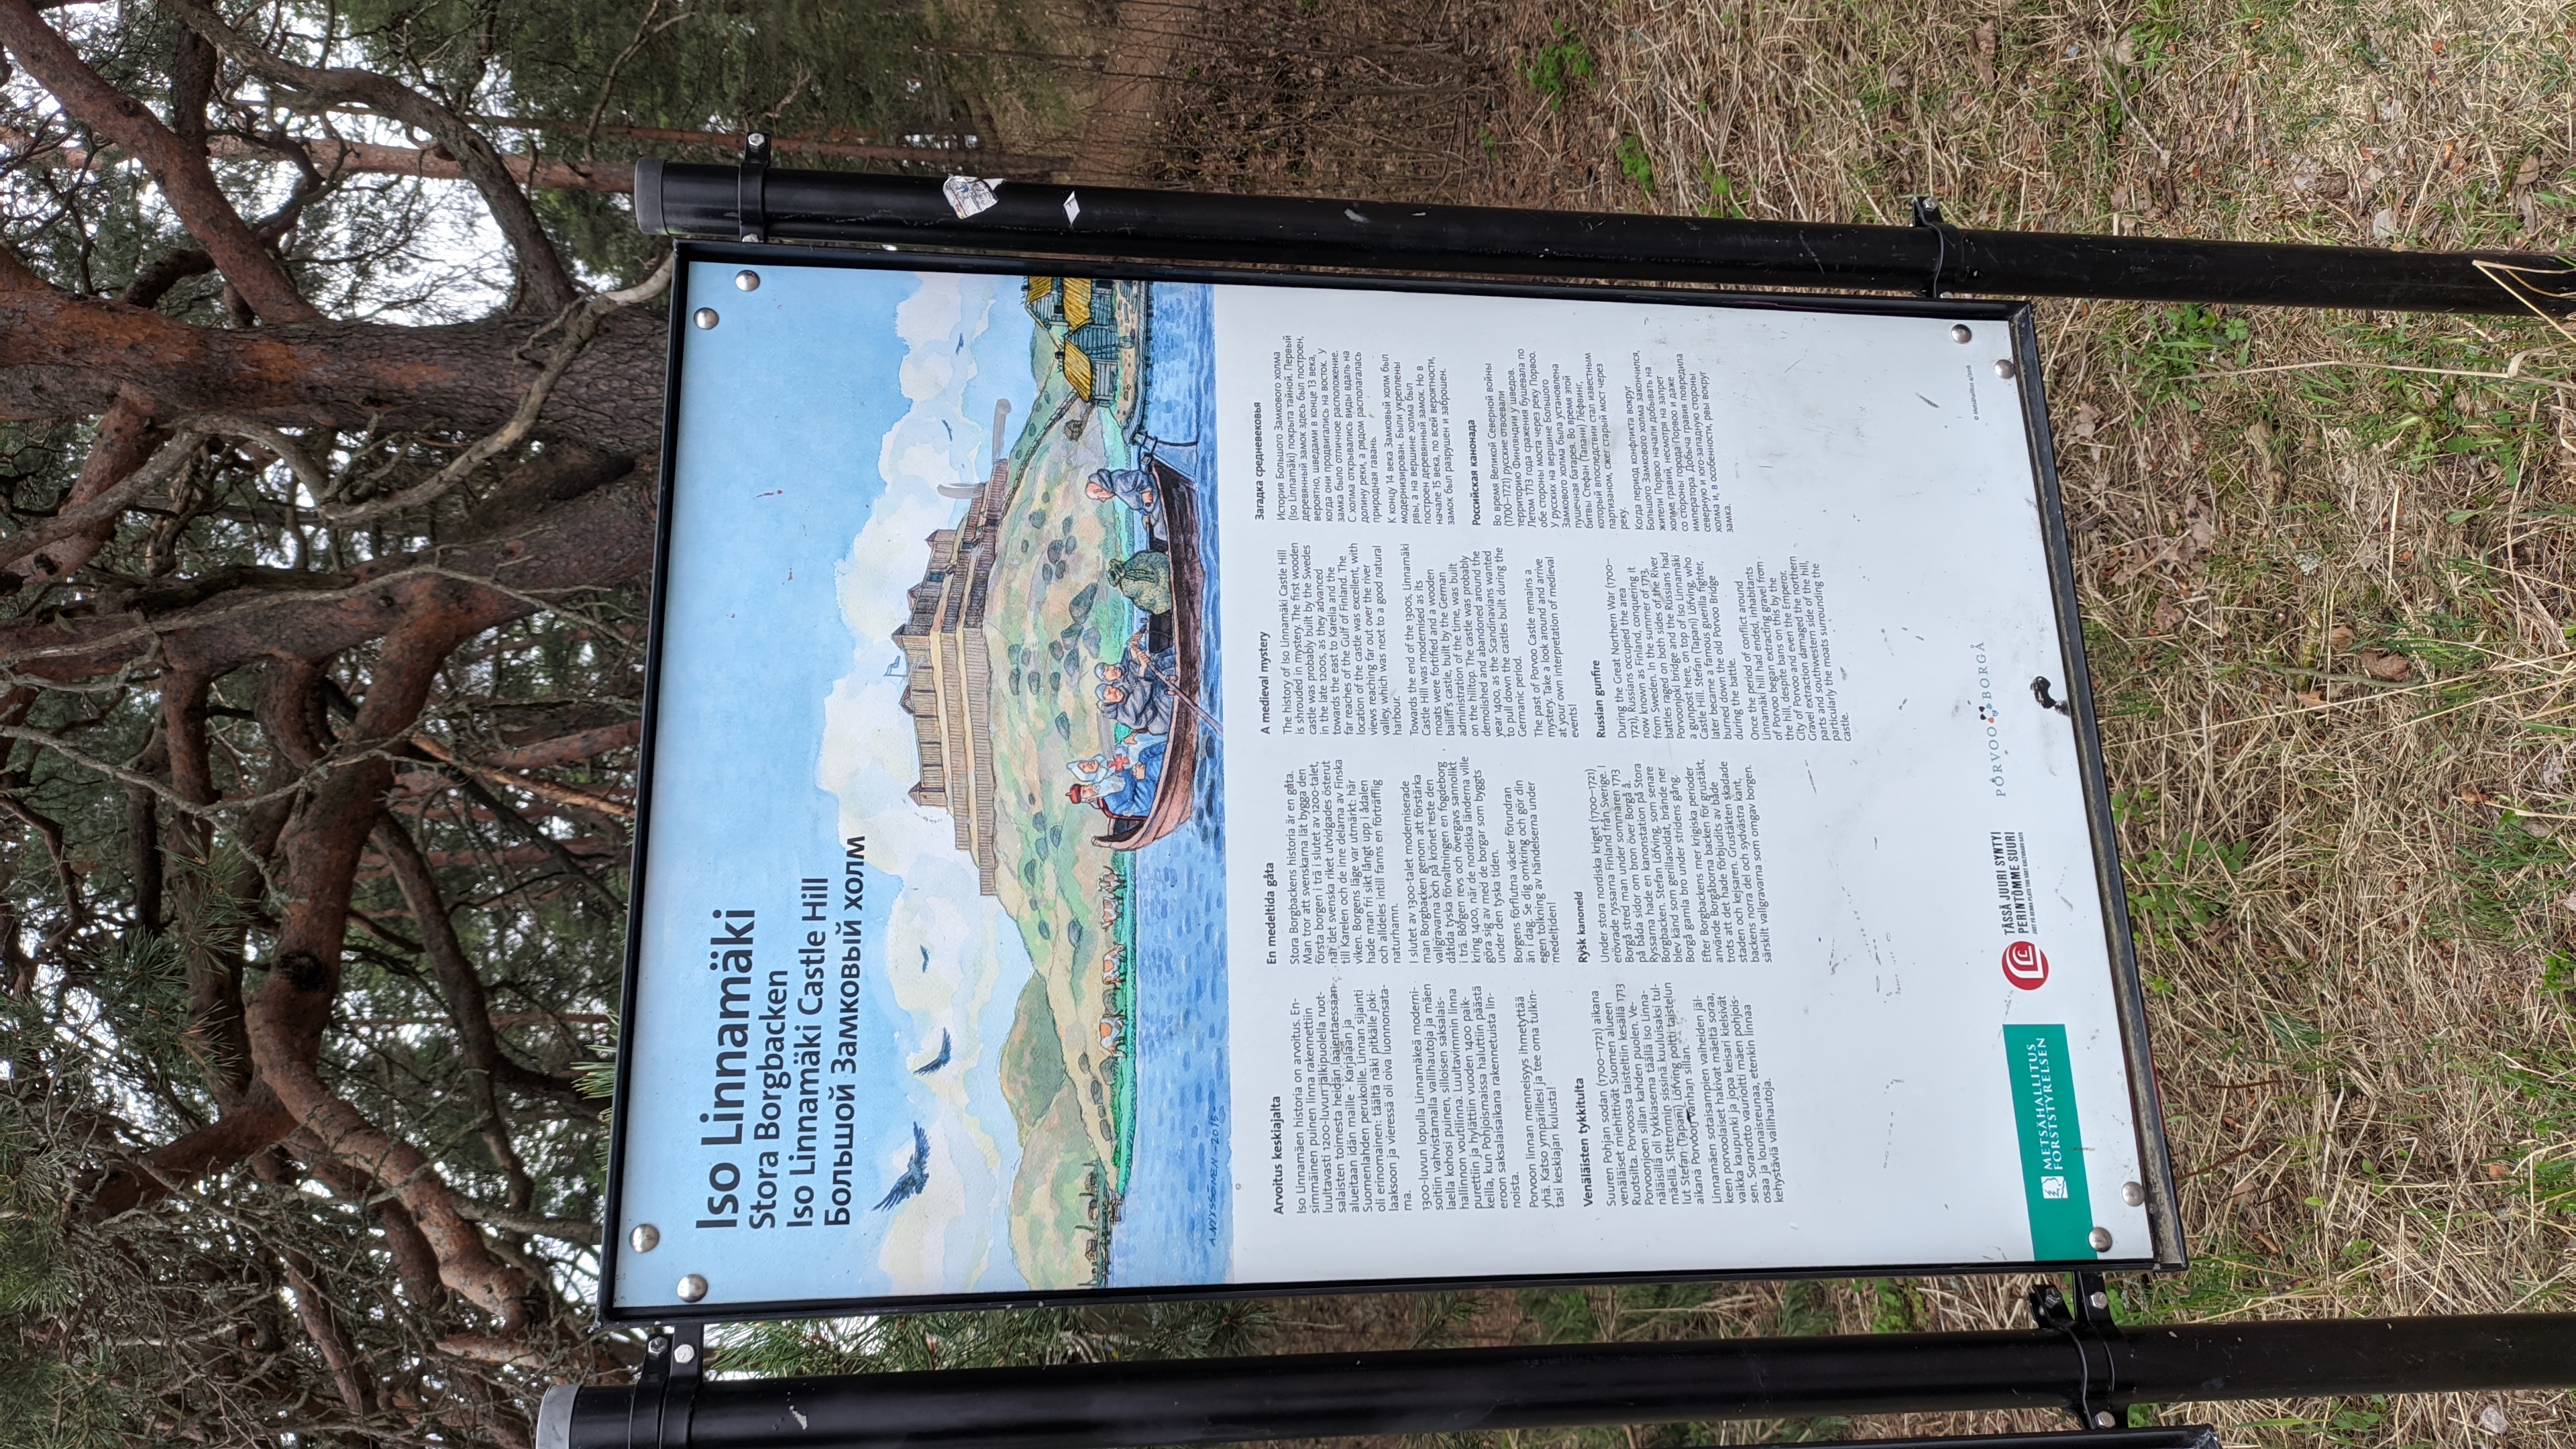 Iso Linnamäki
Stora Borgbacken
Iso Linnamäki Castle Hill
Большой Замковый холм
A.NYYSSÖNEN -2015-
Arvoitus keskiajalta
Iso Linnamäen historia on arvoitus. En-
simmäinen puinen linna rakennettiin
luultavasti 1200-luvun jälkipuolella ruot-
salaisten toimesta heidän laajentaessaan
alueitaan idän maille - Karjalaan ja
Suomenlahden perukoille. Linnan sijainti
oli erinomainen: täältä näki pitkälle joki-
laaksoon ja vieressä oli oiva luonnonsata-
ma.
1300-luvun lopulla Linnamäkeä moderni-
soitiin vahvistamalla vallihautoja ja mäen
laella kohosi puinen, silloisen saksalais-
hallinnon voutilinna. Luultavimmin linna
purettiin ja hylättiin vuoden 1400 paik-
keilla, kun Pohjoismaissa haluttiin päästä
eroon saksalaisaikana rakennetuista lin-
noista.
Porvoon linnan menneisyys ihmetyttää
yhä. Katso ympärillesi ja tee oma tulkin-
tasi keskiajan kulusta!
Venäläisten tykkitulta
Suuren Pohjan sodan (1700–1721) aikana
venäläiset miehittivät Suomen alueen
Ruotsilta. Porvoossa taisteltiin kesällä 1713
Porvoonjoen sillan kahden puolen. Ve-
näläisillä oli tykkiasema täällä Iso Linna-
mäellä. Sittemmin sissinä kuuluisaksi tul-
lut Stefan (Tapani) Löfving poltti taistelun
aikana Porvoon vanhan sillan.
Linnamäen sotaisampien vaiheiden jäl-
keen porvoolaiset hakivat mäeltä soraa,
vaikka kaupunki ja jopa keisari kielsivät
sen. Soranotto vaurioitti mäen pohjois-
osaa ja lounaisreunaa, etenkin linnaa
kehystäviä vallihautoja.
En medeltida gåta
Stora Borgbackens historia är en gåta.
Man tror att svenskarna lät bygga den
första borgen i trä i slutet av 1200-talet,
när det svenska riket utvidgades österut
till Karelen och de inre delarna av Finska
viken. Borgens läge var utmärkt: här
hade man fri sikt långt upp i ådalen
och alldeles intill fanns en förträfflig
naturhamn.
I slutet av 1300-talet moderniserade
man Borgbacken genom att förstärka
vallgravarna och på krönet reste den
dåtida tyska förvaltningen en fogdeborg
i trä. Borgen revs och övergavs sannolikt
kring 1400, när de nordiska länderna ville
göra sig av med de borgar som byggts
under den tyska tiden.
Borgens förflutna väcker förundran
än i dag. Se dig omkring och gör din
egen tolkning av händelserna under
medeltiden!
Rysk kanoneld
Under stora nordiska kriget (1700–1721)
erövrade ryssarna Finland från Sverige. I
Borgå stred man under sommaren 1713
på båda sidor om bron över Borgå å.
Ryssarna hade en kanonstation på Stora
Borgbacken. Stefan Löfving, som senare
blev känd som gerillasoldat, brände ner
Borgå gamla bro under stridens gång.
Efter Borgbackens mer krigiska perioder
använde Borgåborna backen för grustäkt,
trots att det hade förbjudits av både
staden och kejsaren. Grustäkten skadade
backens norra del och sydvästra kant,
särskilt vallgravarna som omgav borgen.
A medieval mystery
The history of Iso Linnamäki Castle Hill
is shrouded in mystery. The first wooden
castle was probably built by the Swedes
in the late 1200s, as they advanced
towards the east to Karelia and the
far reaches of the Gulf of Finland. The
location of the castle was excellent, with
views reaching far out over the river
valley, which was next to a good natural
harbour.
Towards the end of the 1300s, Linnamäki
Castle Hill was modernised as its
moats were fortified and a wooden
bailiff's castle, built by the German
administration of the time, was built
on the hilltop. The castle was probably
demolished and abandoned around the
year 1400, as the Scandinavians wanted
to pull down the castles built during the
Germanic period.
The past of Porvoo Castle remains a
mystery. Take a look around and arrive
at your own interpretation of medieval
events!
Russian gunfire
During the Great Northern War (1700–
1721), Russians occupied the area
now known as Finland, conquering it
from Sweden. In the summer of 1713,
battles raged on both sides of the River
Porvoonjoki bridge and the Russians had
a gunpost here, on top of Iso Linnamäki
Castle Hill. Stefan (Tapani) Löfving, who
later became a famous guerilla fighter,
burned down the old Porvoo Bridge
during the battle.
Once the period of conflict around
Linnamäki hill had ended, inhabitants
of Porvoo began extracting gravel from
the hill, despite bans on this by the
City of Porvoo and even the Emperor.
Gravel extraction damaged the northern
parts and southwestern side of the hill,
particularly the moats surrounding the
castle.
Загадка средневековья
История Большого Замкового холма
(Iso Linnamäki) покрыта тайной. Первый
деревянный замок здесь был построен,
вероятно, шведами в конце 13 века,
когда они продвигались на восток. У
замка было отличное расположение.
С холма открывались виды вдаль на
долину реки, а рядом располагалась
природная гавань.
К концу 14 века Замковый холм был
модернизирован. Были укреплены
рвы, а на вершине холма был
построен деревянный замок. Но в
начале 15 века, по всей вероятности,
замок был разрушен и заброшен.
Российская канонада
Во время Великой Северной войны
(1700–1721) русские отвоевали
территорию Финляндии у шведов.
Летом 1713 года сражения бушевала по
обе стороны моста через реку Порвоо.
У русских на вершине Большого
Замкового холма была установлена
пушечная батарея. Во время этой
битвы Стефан (Тапани) Лёфвинг,
который впоследствии стал известным
партизаном, сжег старый мост через
реку.
Когда период конфликта вокруг
Большого Замкового холма закончился,
жители Порвоо начали добывать на
холме гравий, несмотря на запрет
со стороны города Порвоо и даже
императора. Добыча гравия повредила
северную и юго-западную стороны
холма и, в особенности, рвы вокруг
замка.
METSÄHALLITUS
FORSTSTYRELSEN
TÄSSÄ JUURI SYNTYI
PERINTÖMME SUURI
JUST PÅ DENNA PLATS TOG VÅRT KULTURARV SATS
PORVOO BORGÅ
© Metsähallitus 4/2016